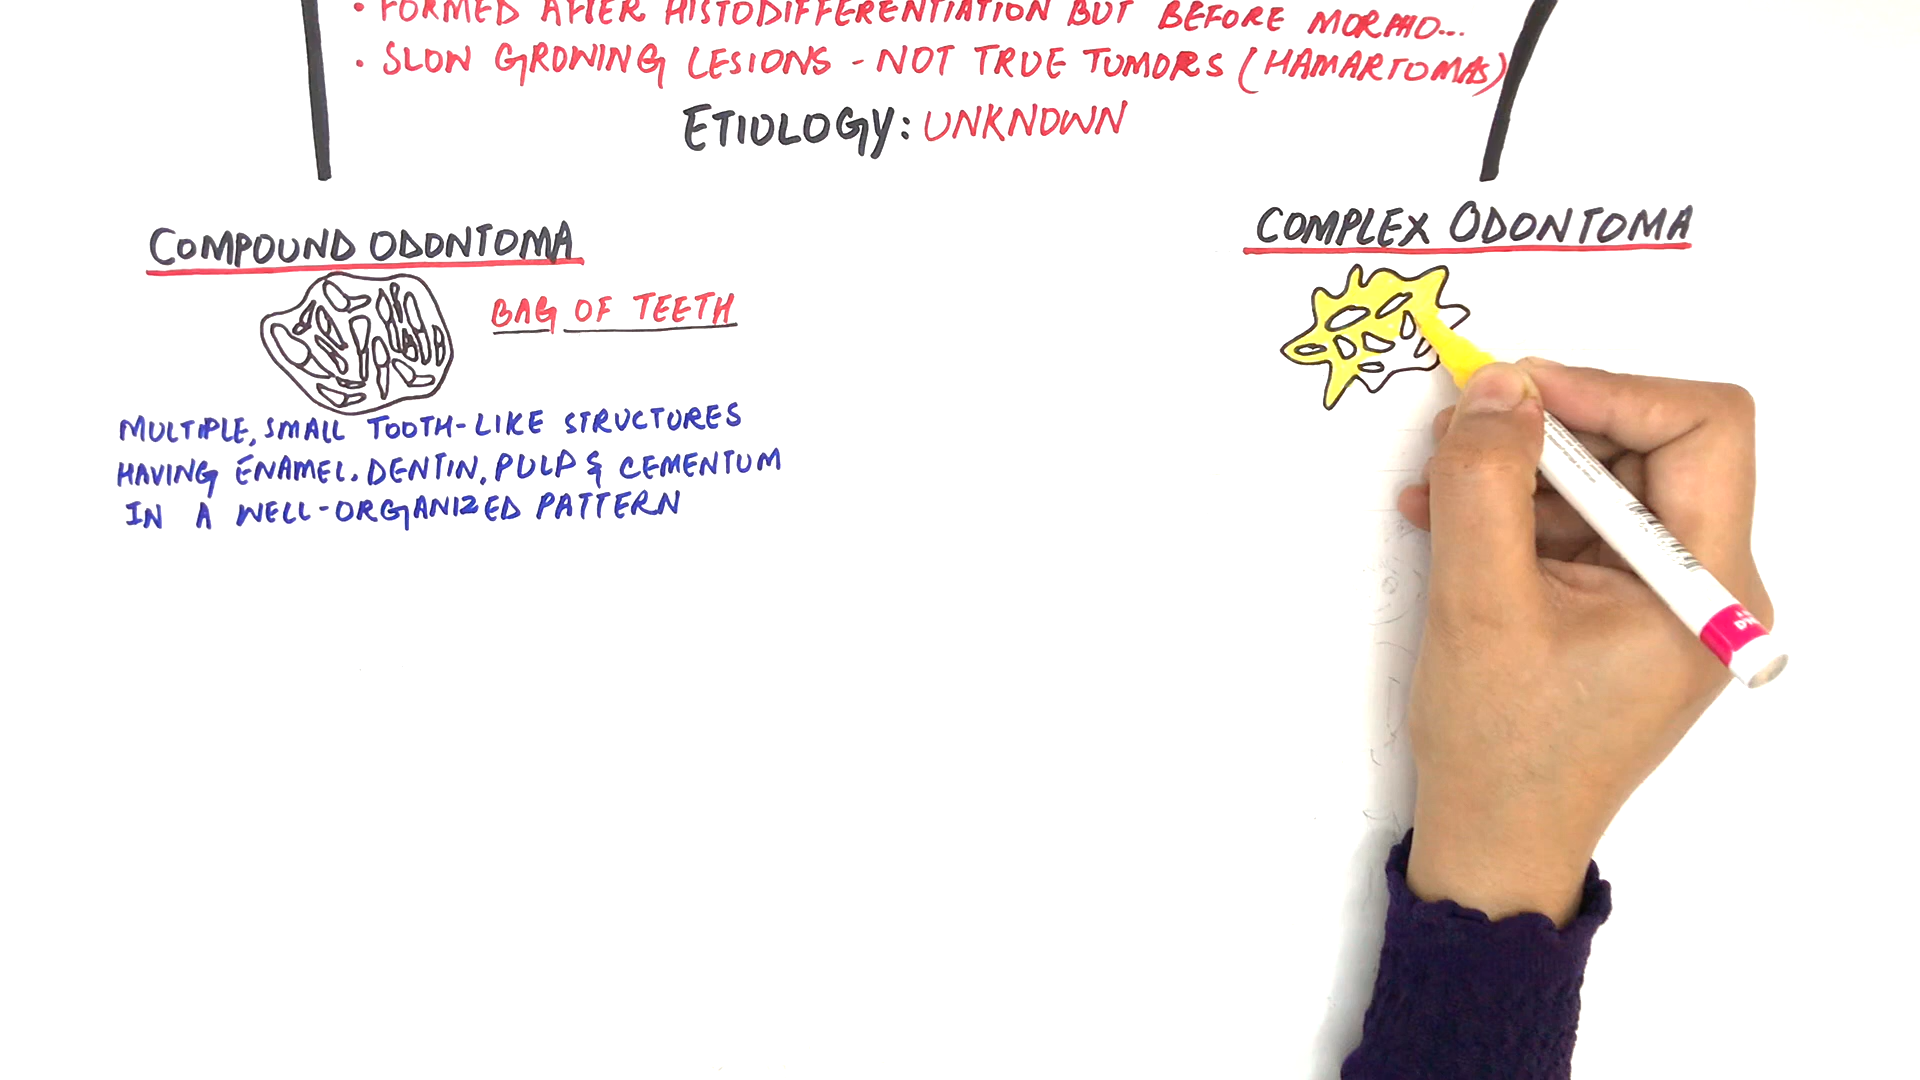 • FORMED AFTER HISTODIFFERENTIATION BUT BEFORE MORPHO...
• SLOW GROWING LESIONS - NOT TRUE TUMORS (HAMARTOMAS)
ETIOLOGY: UNKNOWN
COMPOUND ODONTOMA
BAG OF TEETH
MULTIPLE, SMALL TOOTH-LIKE STRUCTURES
HAVING ENAMEL, DENTIN, PULP & CEMENTUM
IN A WELL-ORGANIZED PATTERN
COMPLEX ODONTOMA